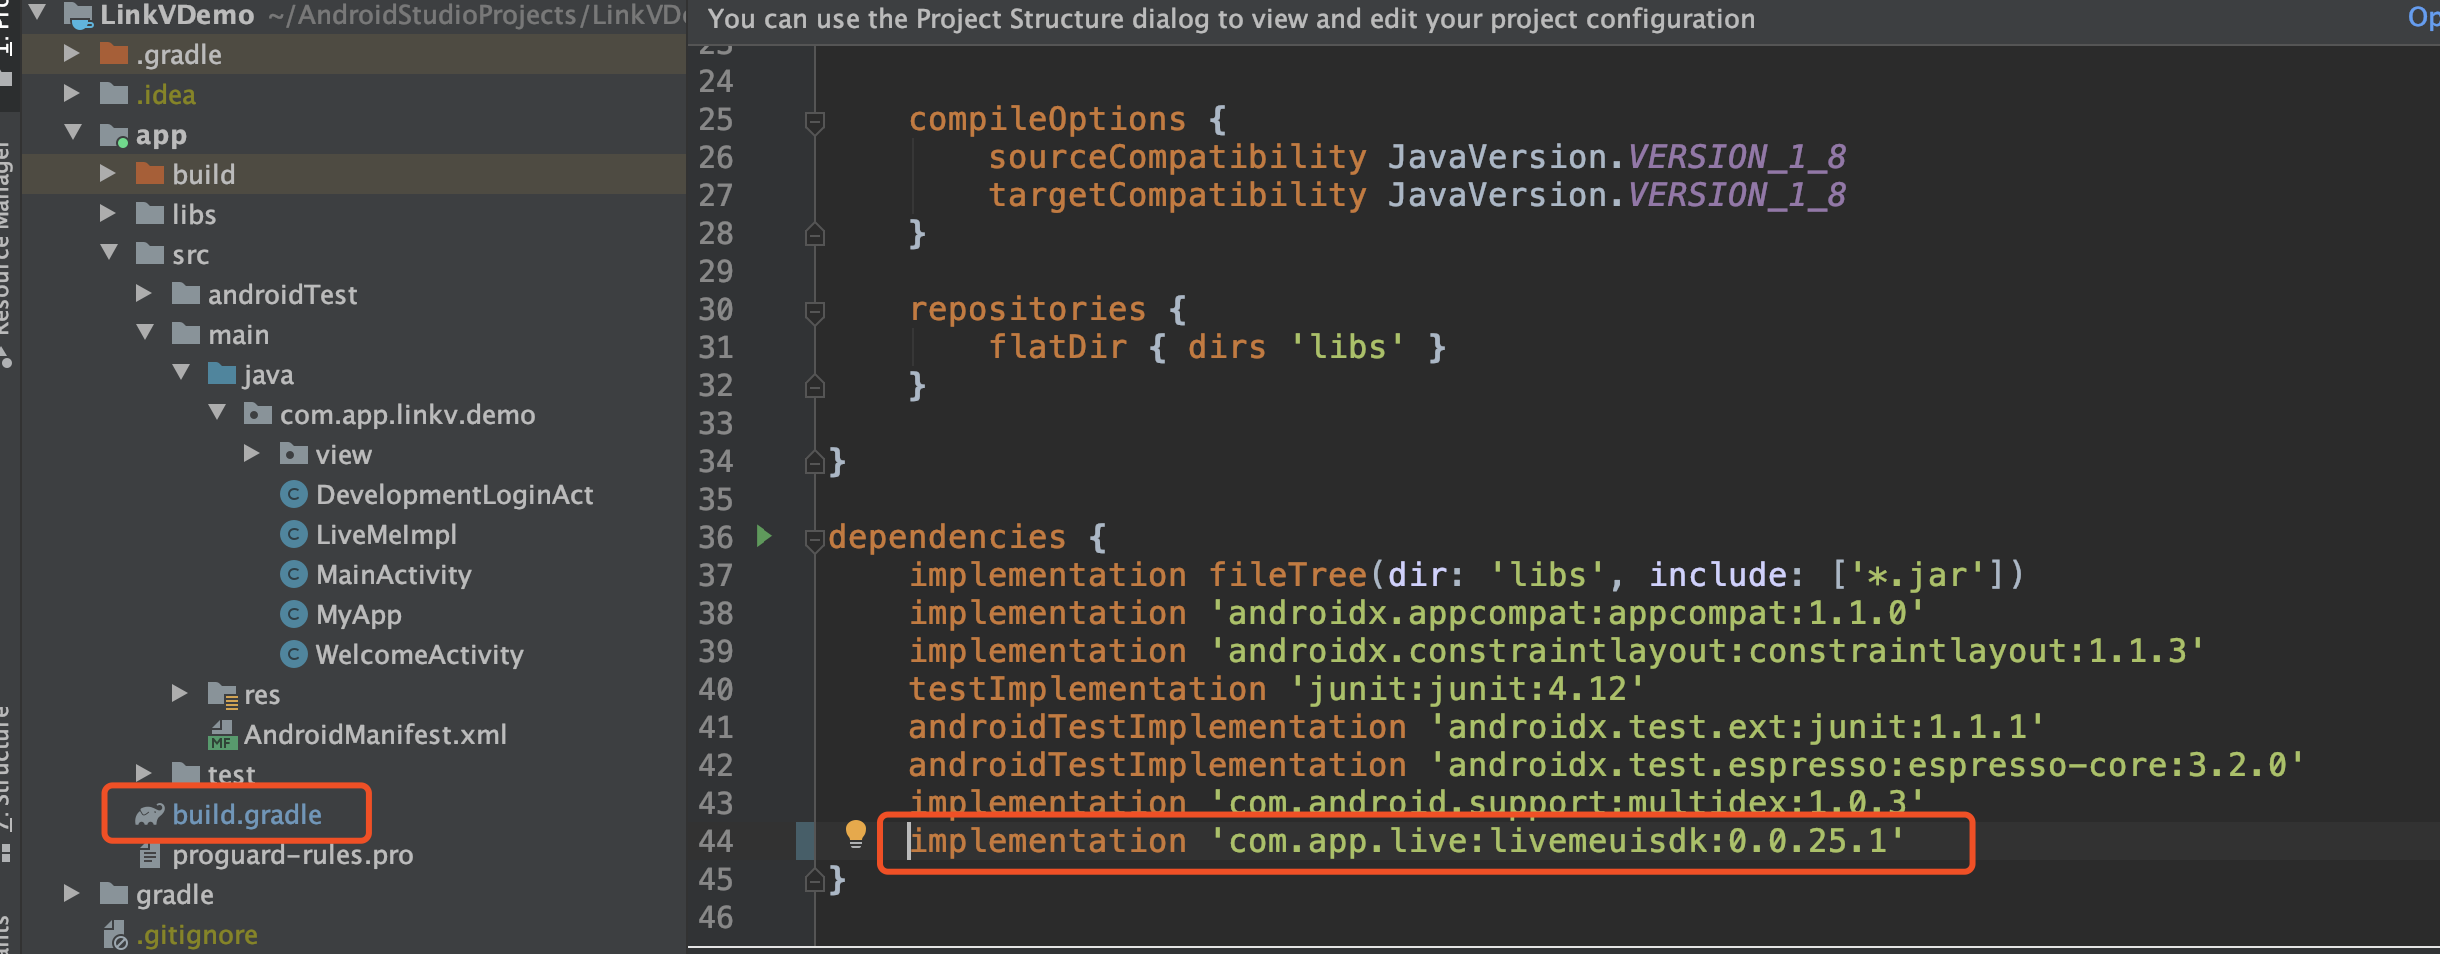 LinkVDemo ~/AndroidStudioProjects/LinkVD
.gradle
.idea
app
build
libs
src
androidTest
main
java
com.app.linkv.demo
view
DevelopmentLoginAct
LiveMeImpl
MainActivity
MyApp
WelcomeActivity
res
AndroidManifest.xml
test
build.gradle
proguard-rules.pro
gradle
.gitignore
Resource Manager
Z: Structure
You can use the Project Structure dialog to view and edit your project configuration
Op
23
24
25 compileOptions {
26 sourceCompatibility JavaVersion.VERSION_1_8
27 targetCompatibility JavaVersion.VERSION_1_8
28 }
29
30 repositories {
31 flatDir { dirs 'libs' }
32 }
33
34 }
35
36 dependencies {
37 implementation fileTree(dir: 'libs', include: ['*.jar'])
38 implementation 'androidx.appcompat:appcompat:1.1.0'
39 implementation 'androidx.constraintlayout:constraintlayout:1.1.3'
40 testImplementation 'junit:junit:4.12'
41 androidTestImplementation 'androidx.test.ext:junit:1.1.1'
42 androidTestImplementation 'androidx.test.espresso:espresso-core:3.2.0'
43 implementation 'com.android.support:multidex:1.0.3'
44 implementation 'com.app.live:livemeuisdk:0.0.25.1'
45 }
46